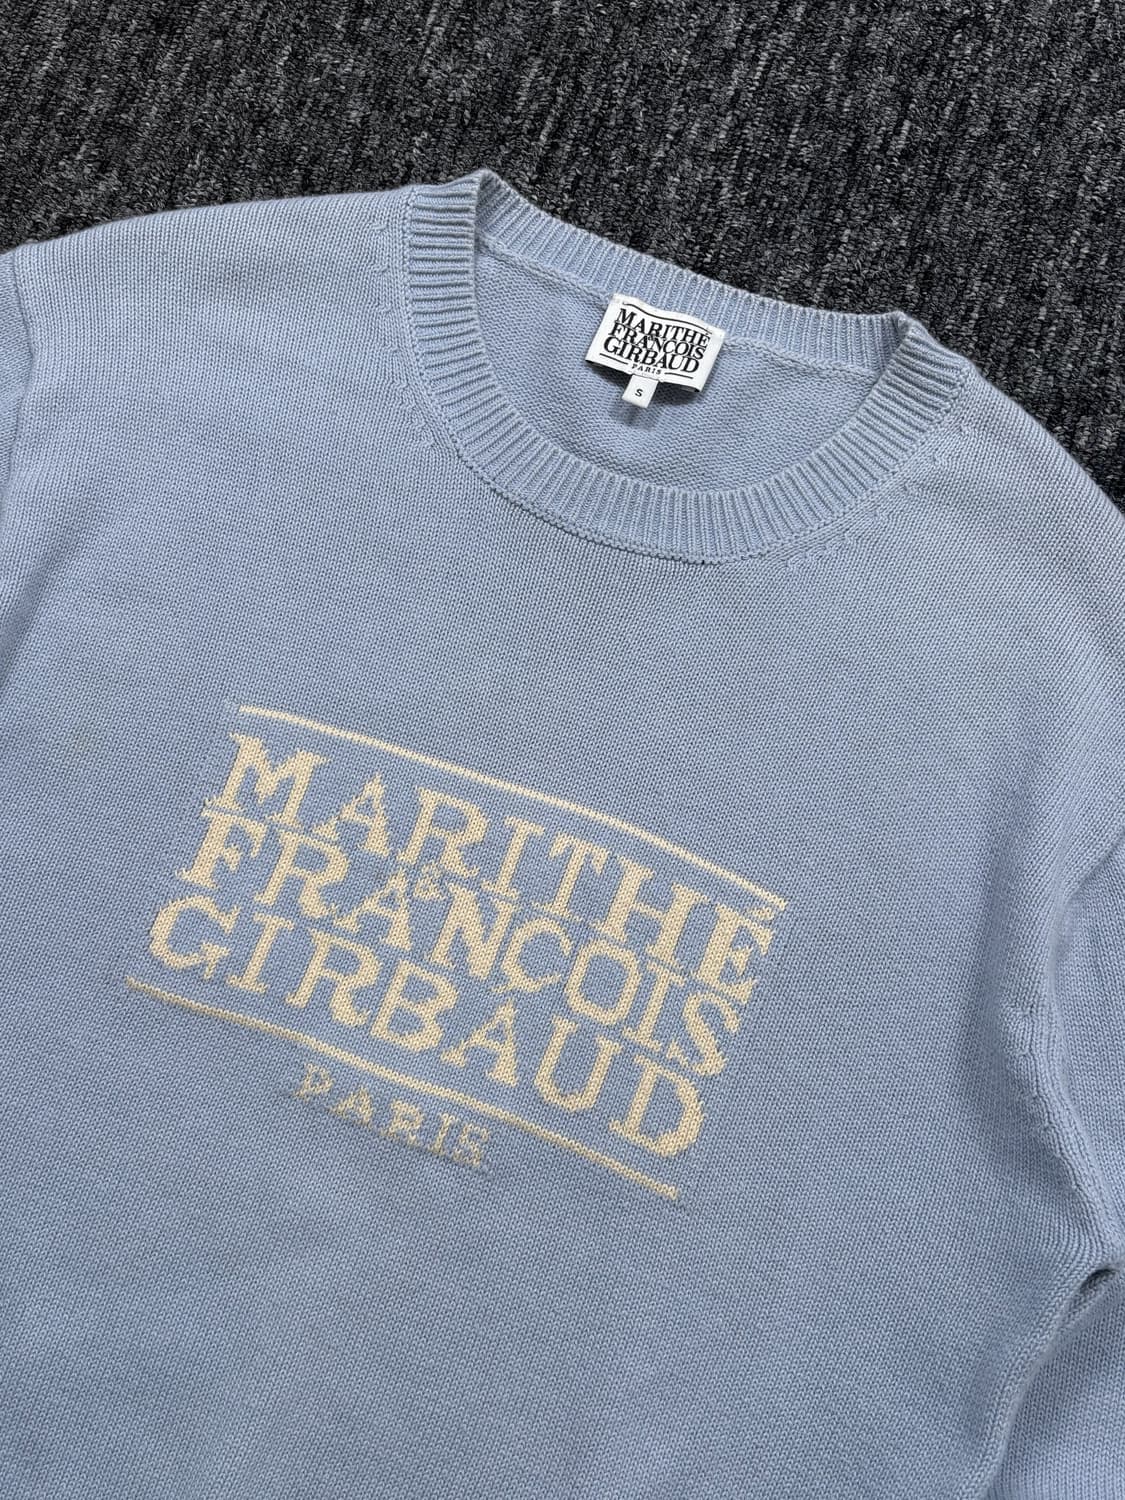 MARITHÉ
FRANÇOIS
GIRBAUD
PARIS
S
MARITHÉ
&
FRANÇOIS
GIRBAUD
PARIS